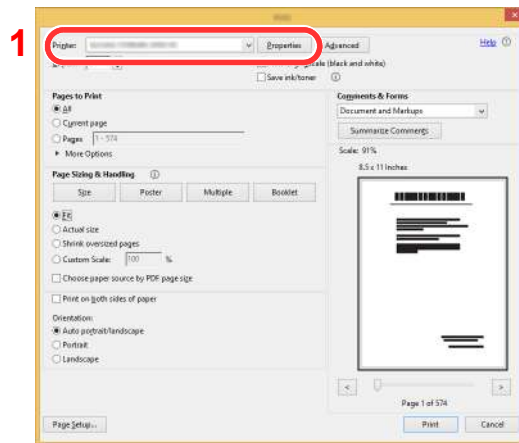 1
Printer: Properties Advanced Help
(black and white)
Save ink/toner
Pages to Print
All
Current page
Pages 1 - 574
More Options
Page Sizing & Handling
Size Poster Multiple Booklet
Fit
Actual size
Shrink oversized pages
Custom Scale: 100 %
Choose paper source by PDF page size
Print on both sides of paper
Orientation:
Auto portrait/landscape
Portrait
Landscape
Comments & Forms
Document and Markups
Summarize Comments
Scale: 91%
8.5 x 11 Inches
< >
Page 1 of 574
Page Setup... Print Cancel